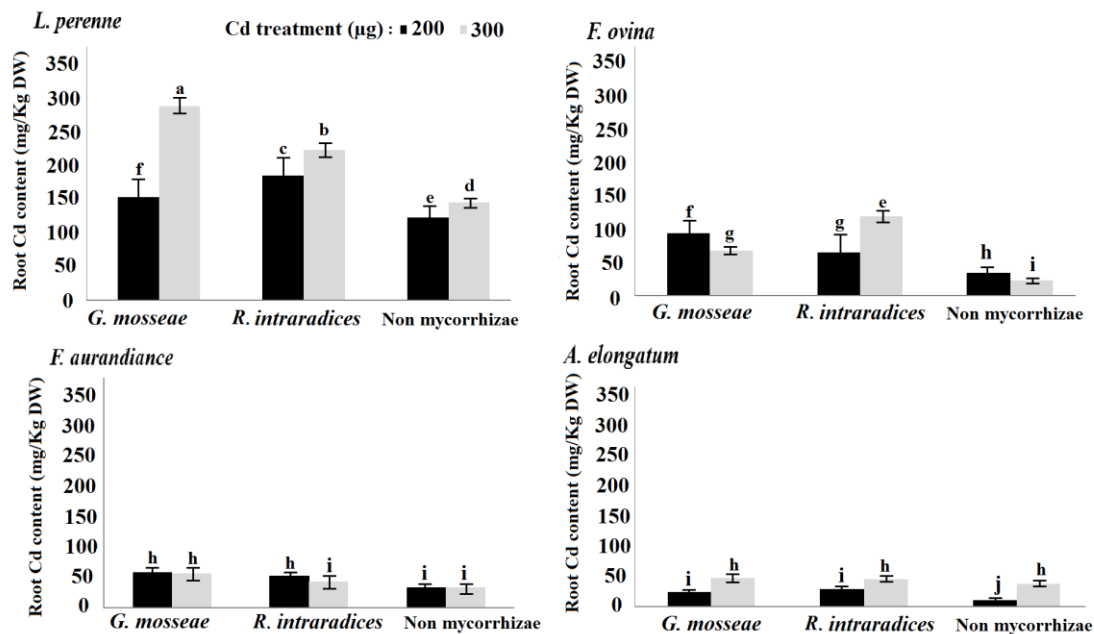 L. perenne
Cd treatment (µg) : 200 300
Root Cd content (mg/Kg DW)
350
300
250
200
150
100
50
0
f a c b e d
G. mosseae R. intraradices Non mycorrhizae
F. ovina
Root Cd content (mg/Kg DW)
350
300
250
200
150
100
50
0
f g g e h i
G. mosseae R. intraradices Non mycorrhizae
F. aurandiance
Root Cd content (mg/Kg DW)
350
300
250
200
150
100
50
0
h h h i i i
G. mosseae R. intraradices Non mycorrhizae
A. elongatum
Root Cd content (mg/Kg DW)
350
300
250
200
150
100
50
0
i h i h j h
G. mosseae R. intraradices Non mycorrhizae